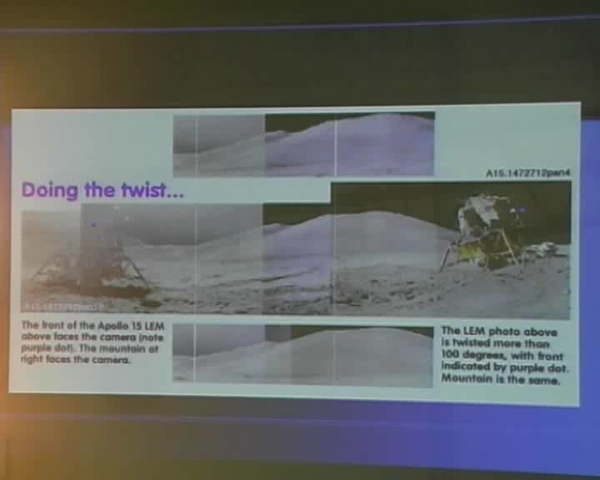 A15.1472712pan4
Doing the twist...
The front of the Apollo 15 LEM
above faces the camera (note
purple dot). The mountain at
right faces the camera.
The LEM photo above
is twisted more than
100 degrees, with front
indicated by purple dot.
Mountain is the same.